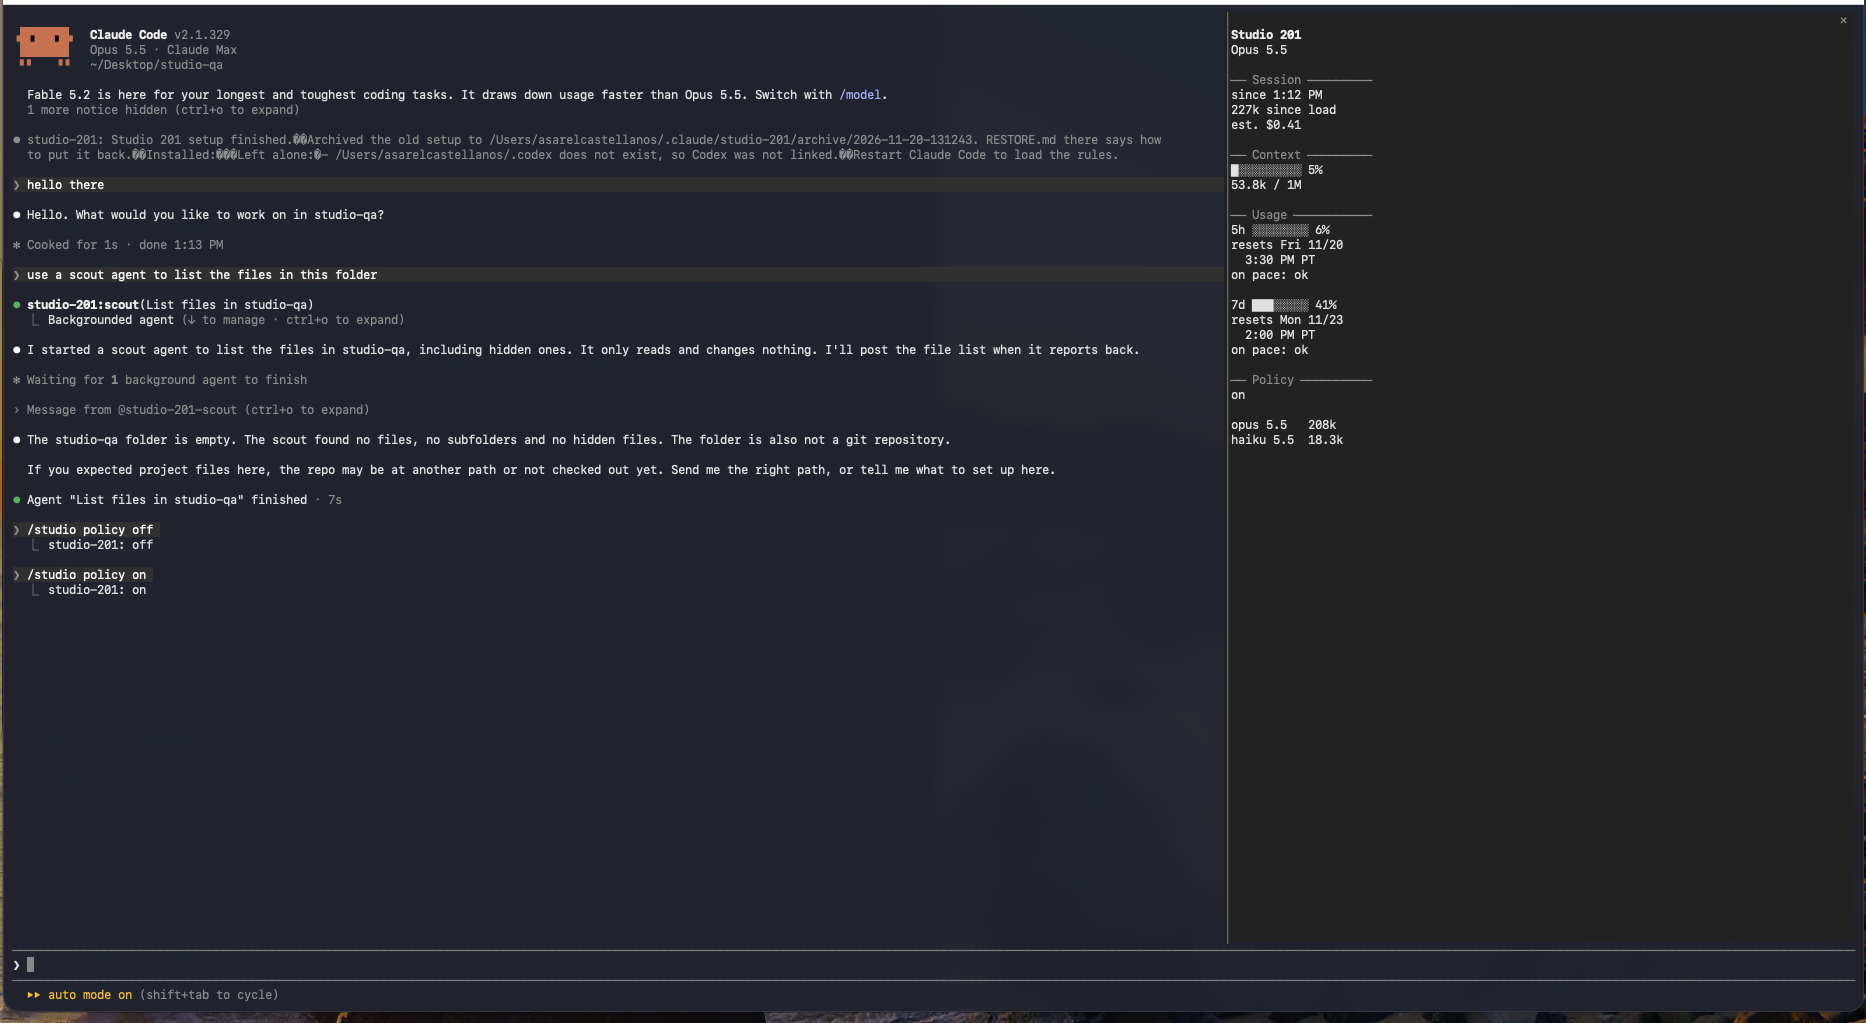 Claude Code v2.1.329
Opus 5.5 · Claude Max
~/Desktop/studio-qa
Fable 5.2 is here for your longest and toughest coding tasks. It draws down usage faster than Opus 5.5. Switch with /model.
1 more notice hidden (ctrl+o to expand)
● studio-201: Studio 201 setup finished.��Archived the old setup to /Users/asarelcastellanos/.claude/studio-201/archive/2026-11-20-131243. RESTORE.md there says how
to put it back.��Installed:���Left alone:�- /Users/asarelcastellanos/.codex does not exist, so Codex was not linked.��Restart Claude Code to load the rules.
❯ hello there
● Hello. What would you like to work on in studio-qa?
✻ Cooked for 1s · done 1:13 PM
❯ use a scout agent to list the files in this folder
● studio-201:scout(List files in studio-qa)
⎿ Backgrounded agent (↓ to manage · ctrl+o to expand)
● I started a scout agent to list the files in studio-qa, including hidden ones. It only reads and changes nothing. I'll post the file list when it reports back.
✻ Waiting for 1 background agent to finish
› Message from @studio-201-scout (ctrl+o to expand)
● The studio-qa folder is empty. The scout found no files, no subfolders and no hidden files. The folder is also not a git repository.
If you expected project files here, the repo may be at another path or not checked out yet. Send me the right path, or tell me what to set up here.
● Agent "List files in studio-qa" finished · 7s
❯ /studio policy off
⎿ studio-201: off
❯ /studio policy on
⎿ studio-201: on
❯
⏵⏵ auto mode on (shift+tab to cycle)
×
Studio 201
Opus 5.5
── Session ─────────
since 1:12 PM
227k since load
est. $0.41
── Context ─────────
5%
53.8k / 1M
── Usage ───────────
5h 6%
resets Fri 11/20
3:30 PM PT
on pace: ok
7d 41%
resets Mon 11/23
2:00 PM PT
on pace: ok
── Policy ──────────
on
opus 5.5 208k
haiku 5.5 18.3k